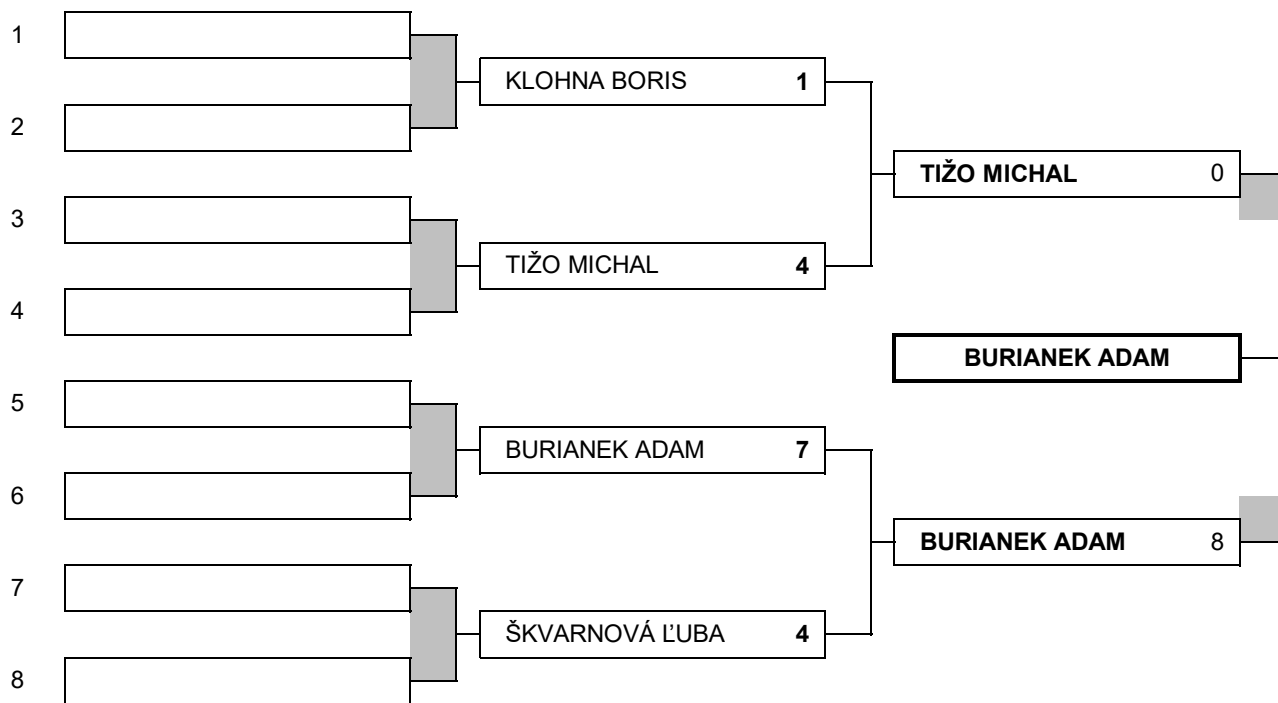 1
KLOHNA BORIS 1
2
TIŽO MICHAL 0
3
TIŽO MICHAL 4
4
BURIANEK ADAM
5
BURIANEK ADAM 7
6
BURIANEK ADAM 8
7
ŠKVARNOVÁ ĽUBA 4
8